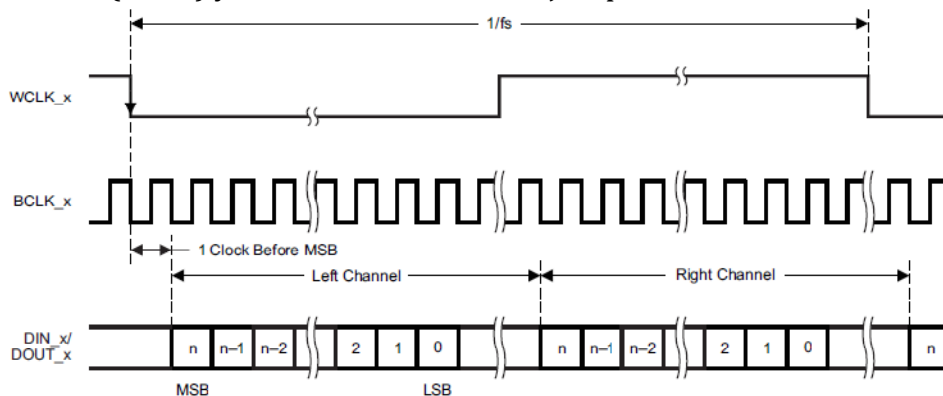 1/fs
WCLK_x
BCLK_x
1 Clock Before MSB
Left Channel
Right Channel
DIN_x/
DOUT_x
n n–1 n–2 2 1 0 n n–1 n–2 2 1 0 n
MSB LSB